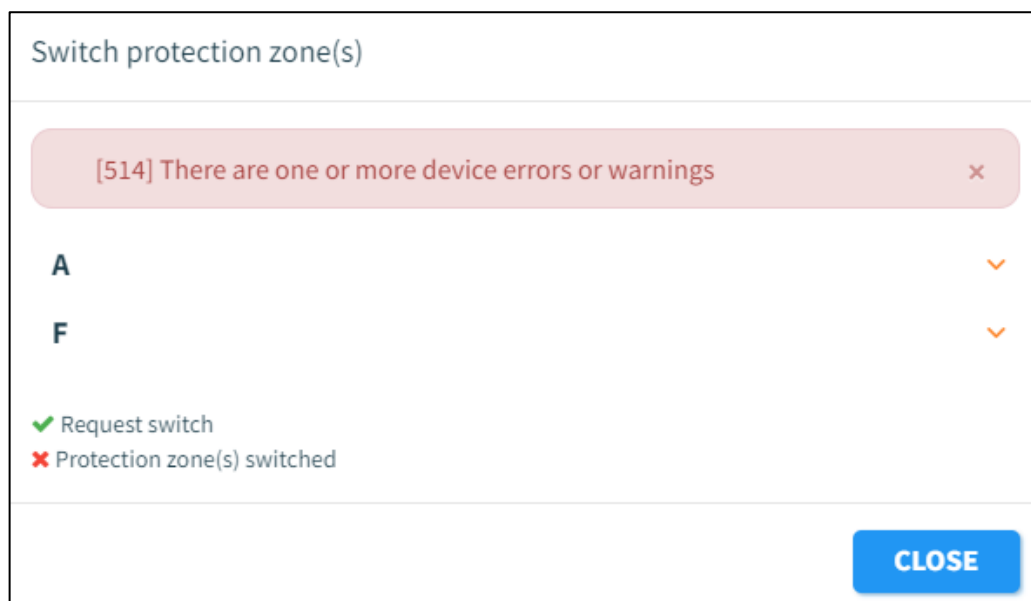 Switch protection zone(s)
[514] There are one or more device errors or warnings ×
A
F
✔ Request switch
✖ Protection zone(s) switched
CLOSE